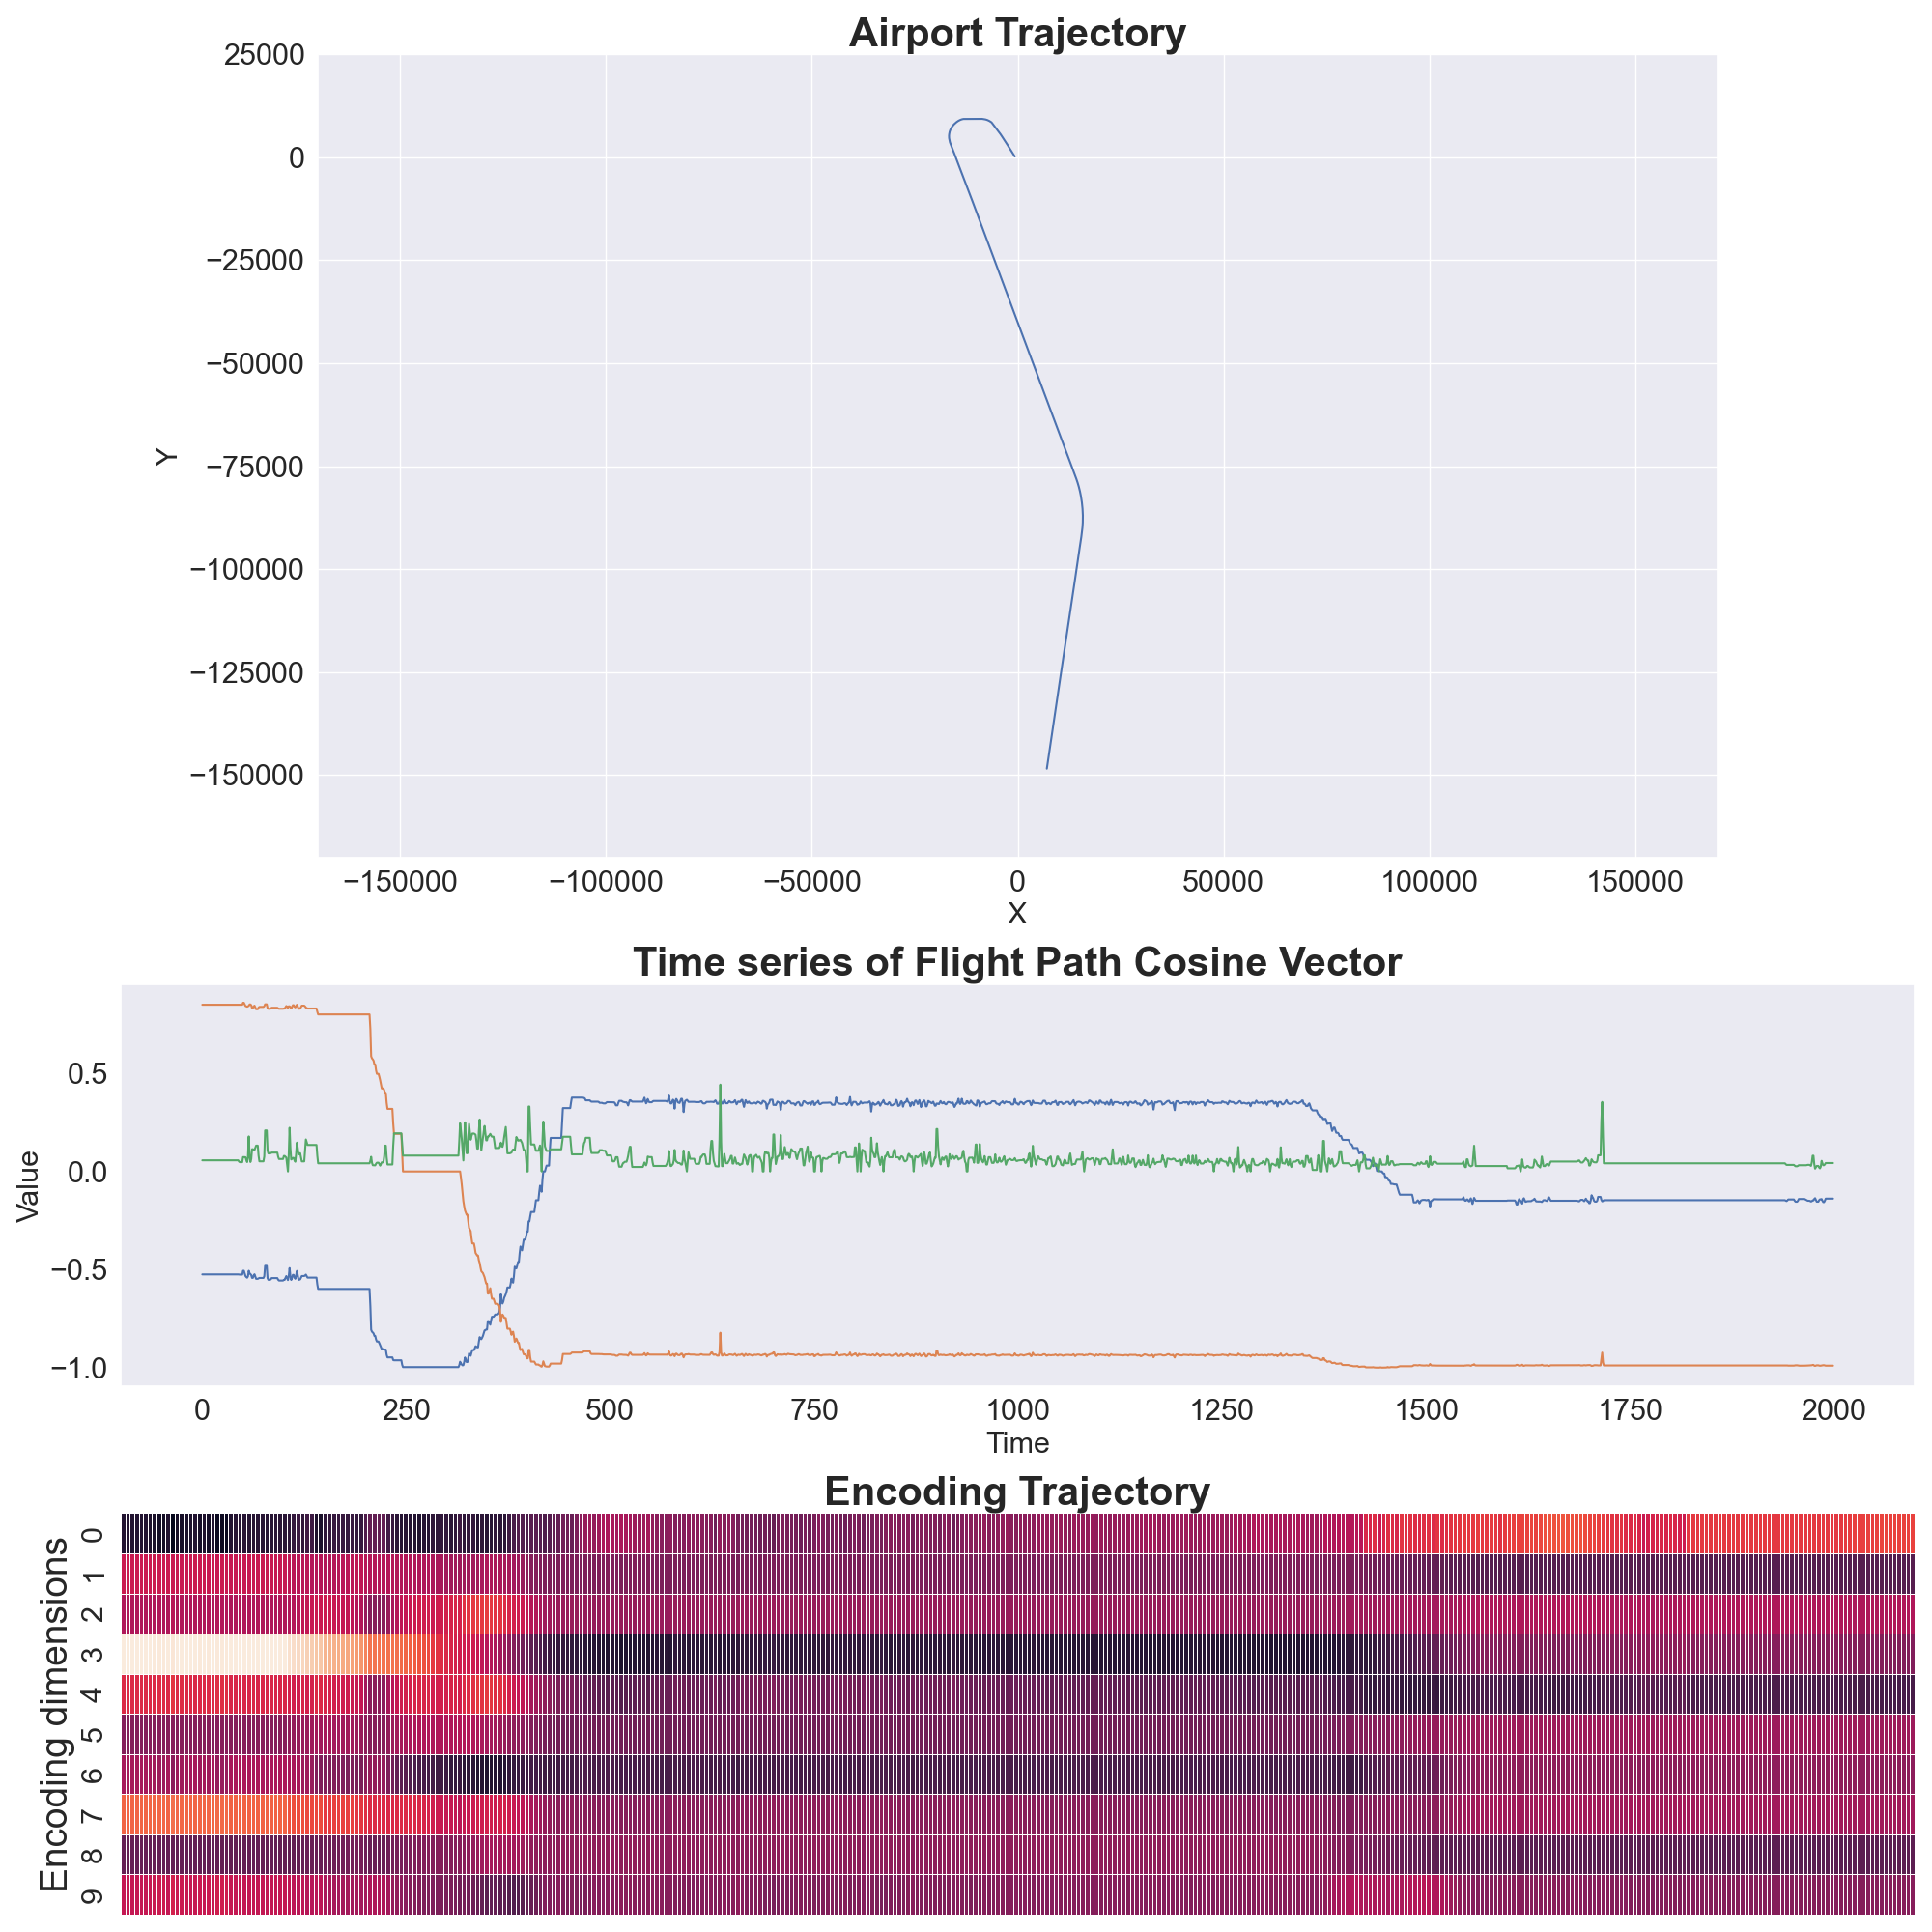 Airport Trajectory
25000
0
−25000
−50000
−75000
−100000
−125000
−150000
Y
−150000 −100000 −50000 0 50000 100000 150000
X
Time series of Flight Path Cosine Vector
0.5
0.0
−0.5
−1.0
Value
0 250 500 750 1000 1250 1500 1750 2000
Time
Encoding Trajectory
0
1
2
3
4
5
6
7
8
9
Encoding dimensions